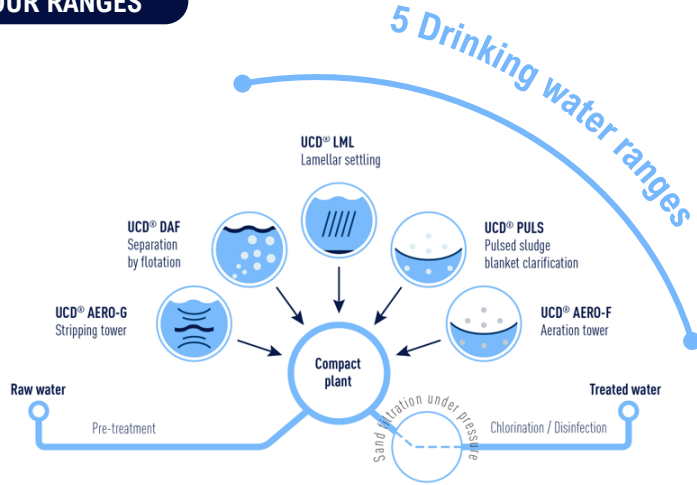 OUR RANGES
5 Drinking water ranges
UCD® LML
Lamellar settling
UCD® DAF
Separation
by flotation
UCD® PULS
Pulsed sludge
blanket clarification
UCD® AERO-G
Stripping tower
UCD® AERO-F
Aeration tower
Compact
plant
Raw water
Treated water
Pre-treatment
Sand filtration under pressure
Chlorination / Disinfection